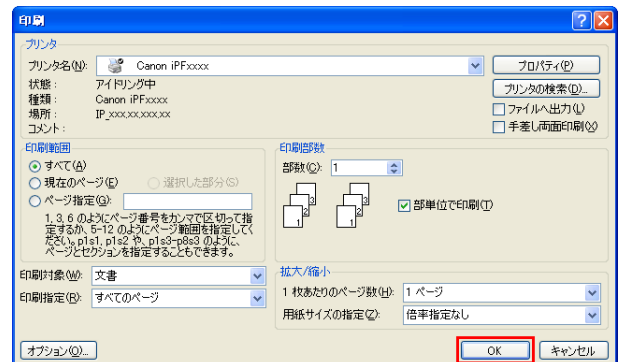 印刷
プリンタ
プリンタ名(N): Canon iPFxxxx プロパティ(P)
状態: アイドリング中
種類: Canon iPFxxxx
場所: IP_xxx,xx,xxx,xx
コメント:
プリンタの検索(D)...
ファイルへ出力(L)
手差し両面印刷(X)
印刷範囲
すべて(A)
現在のページ(E) 選択した部分(S)
ページ指定(G):
1, 3, 6 のようにページ番号をカンマで区切って指
定するか、5-12 のようにページ範囲を指定してく
ださい。p1s1, p1s2 や、p1s3-p8s3 のように、
ページとセクションを指定することもできます。
印刷部数
部数(C): 1
1 2 3
1 2 3
部単位で印刷(T)
印刷対象(W): 文書
印刷指定(R): すべてのページ
拡大/縮小
1 枚あたりのページ数(H): 1 ページ
用紙サイズの指定(Z): 倍率指定なし
オプション(O)... OK キャンセル